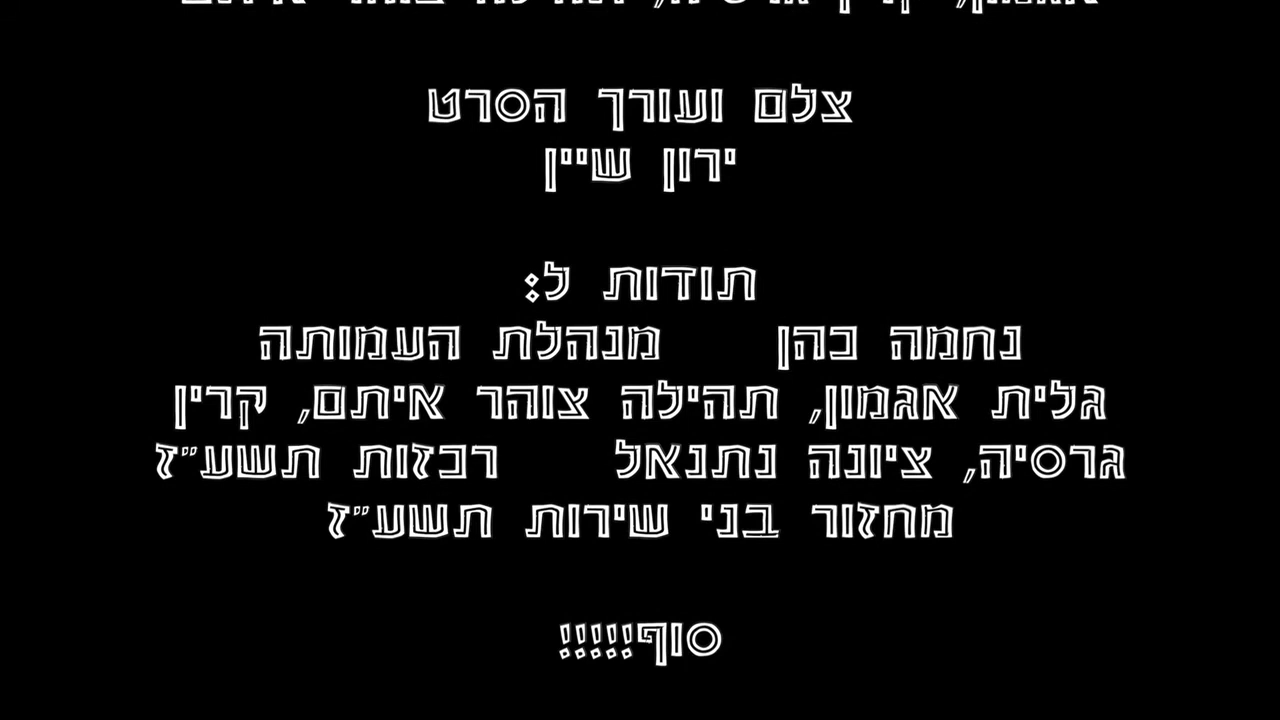 צלם ועורך הסרט
ירון שיין
תודות ל:
נחמה כהן מנהלת העמותה
גלית אגמון, תהילה צוהר איתם, קרין
גרסיה, ציונה נתנאל רכזות תשע״ז
מחזור בני שירות תשע״ז
סוף!!!!!!